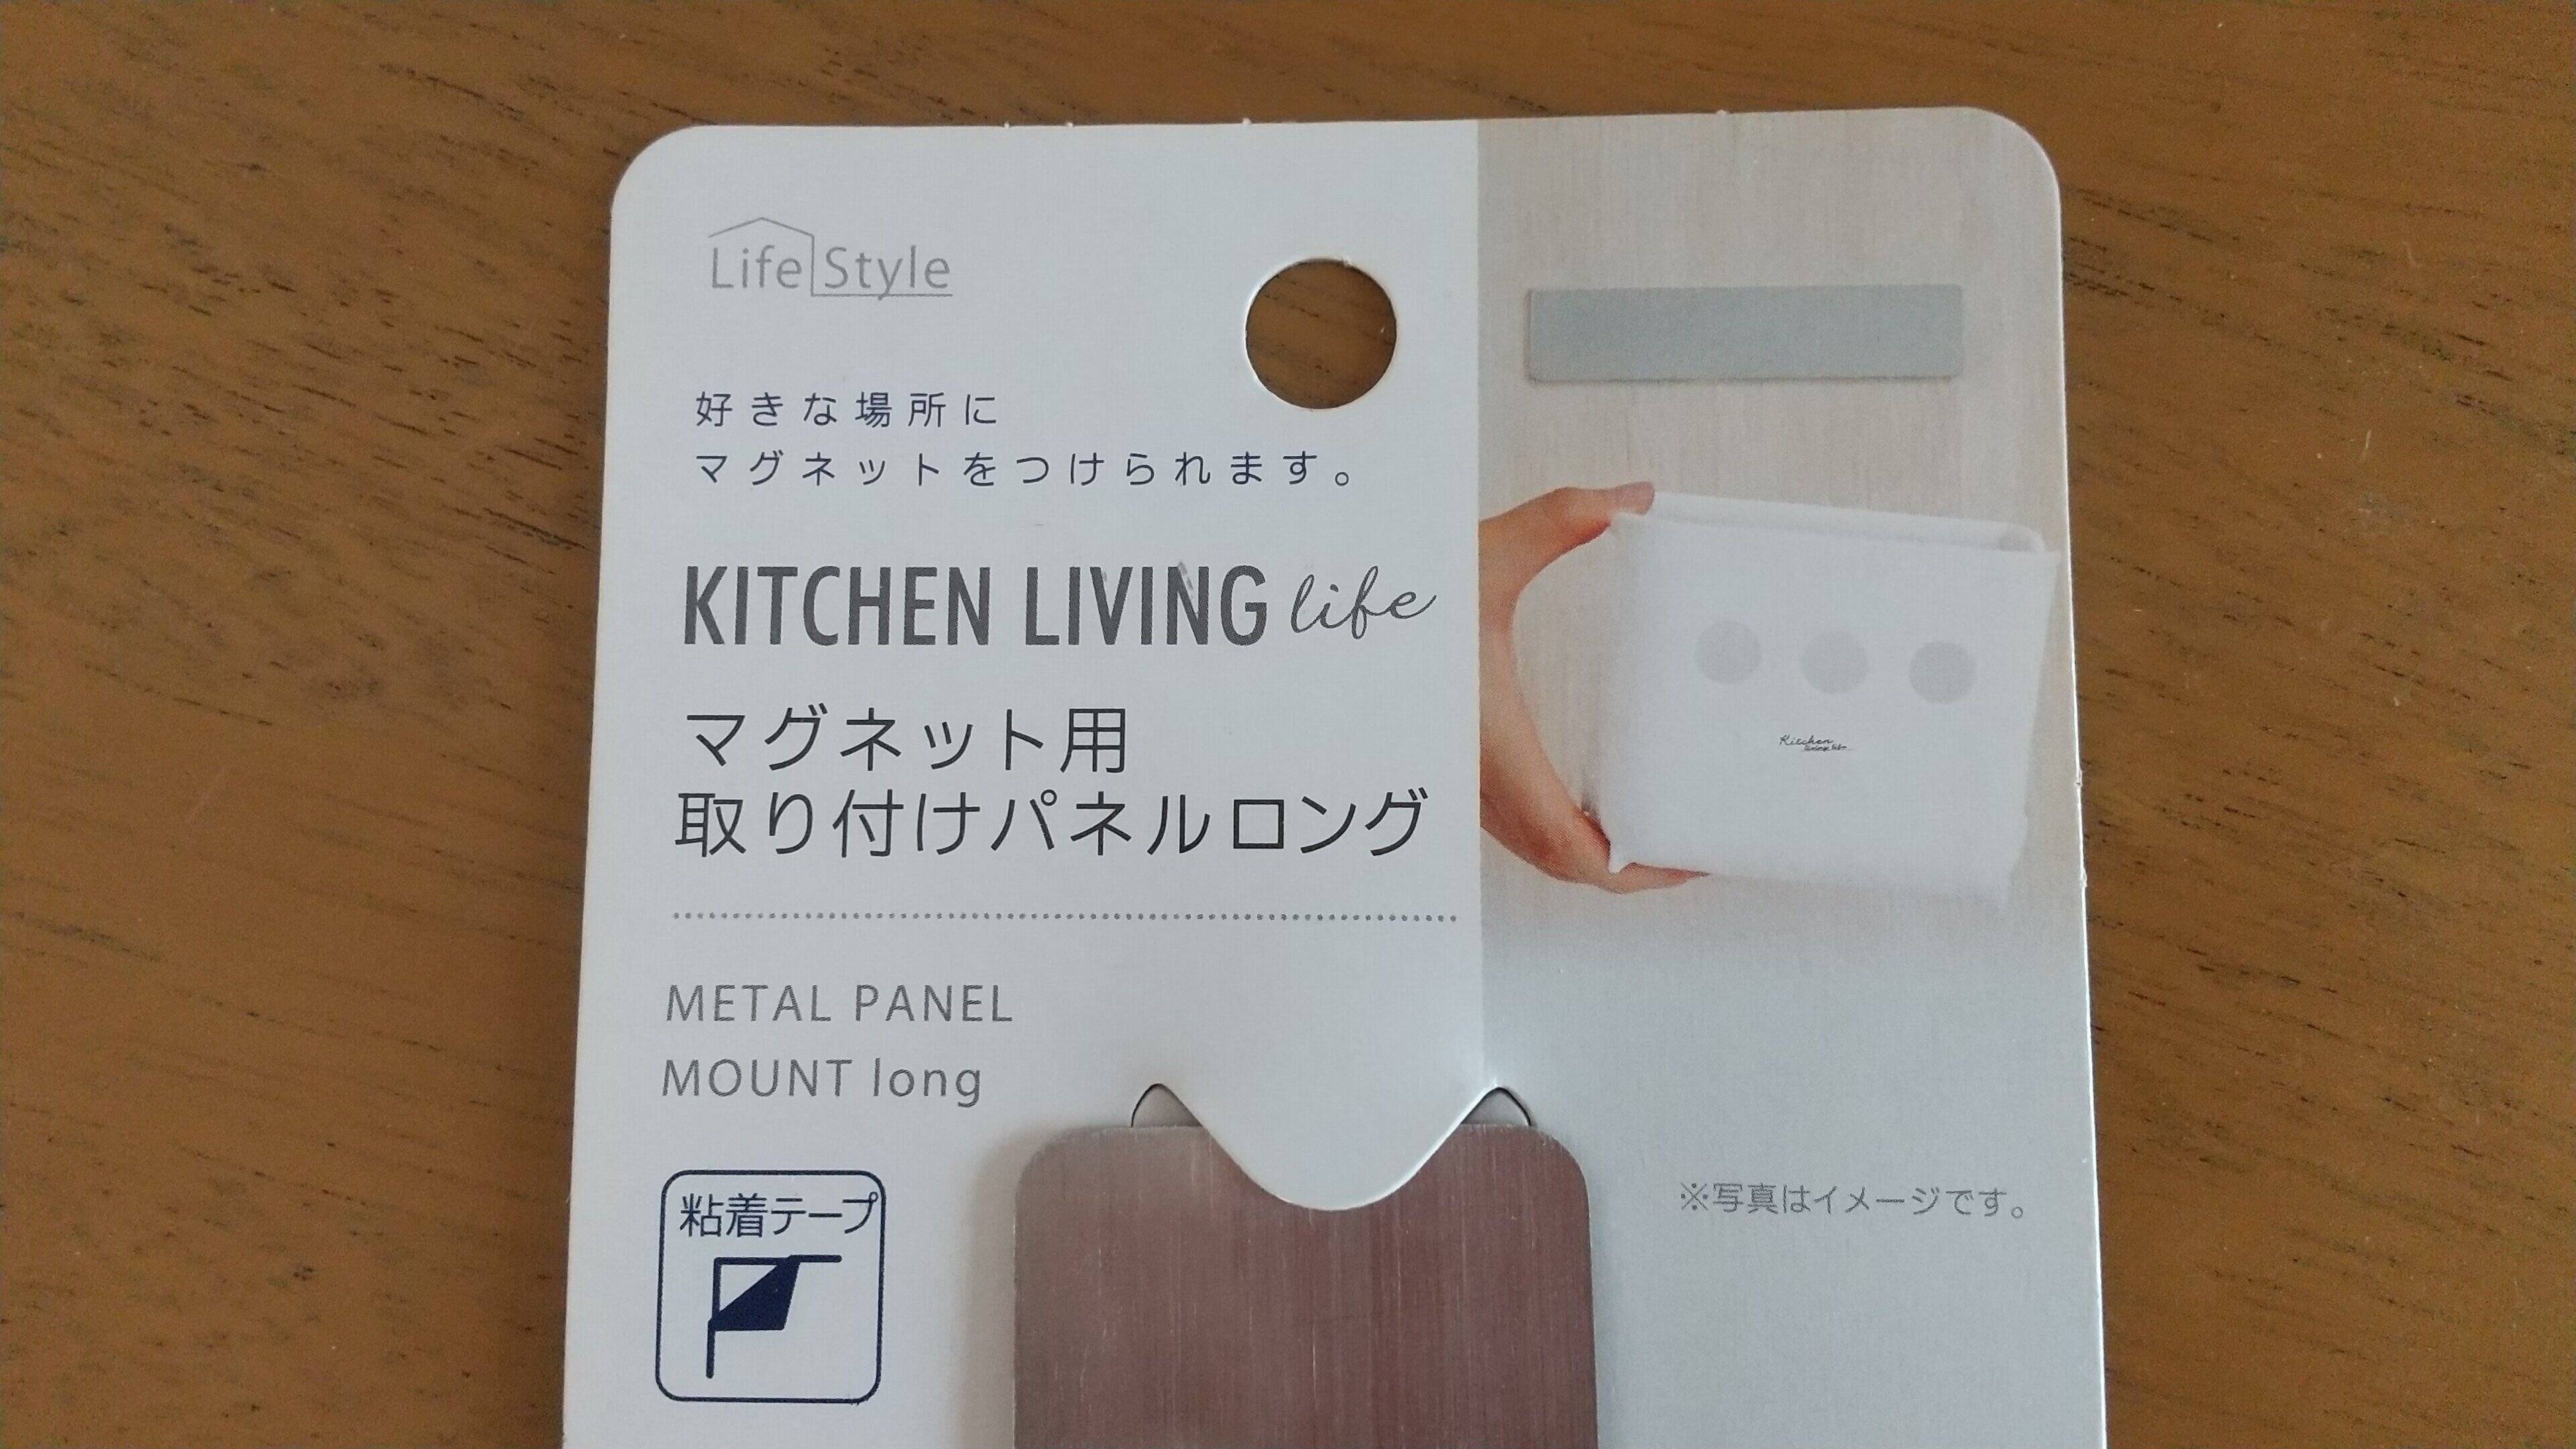 Life Style
好きな場所に
マグネットをつけられます。
KITCHEN LIVING life
マグネット用
取り付けパネルロング
METAL PANEL
MOUNT long
粘着テープ
Kitchen
living life
※写真はイメージです。